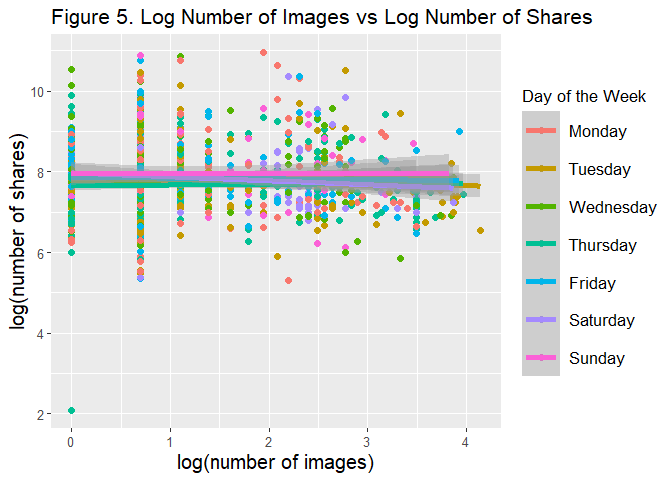 Figure 5. Log Number of Images vs Log Number of Shares
log(number of shares)
10
8
6
4
2
0 1 2 3 4
log(number of images)
Day of the Week
Monday
Tuesday
Wednesday
Thursday
Friday
Saturday
Sunday